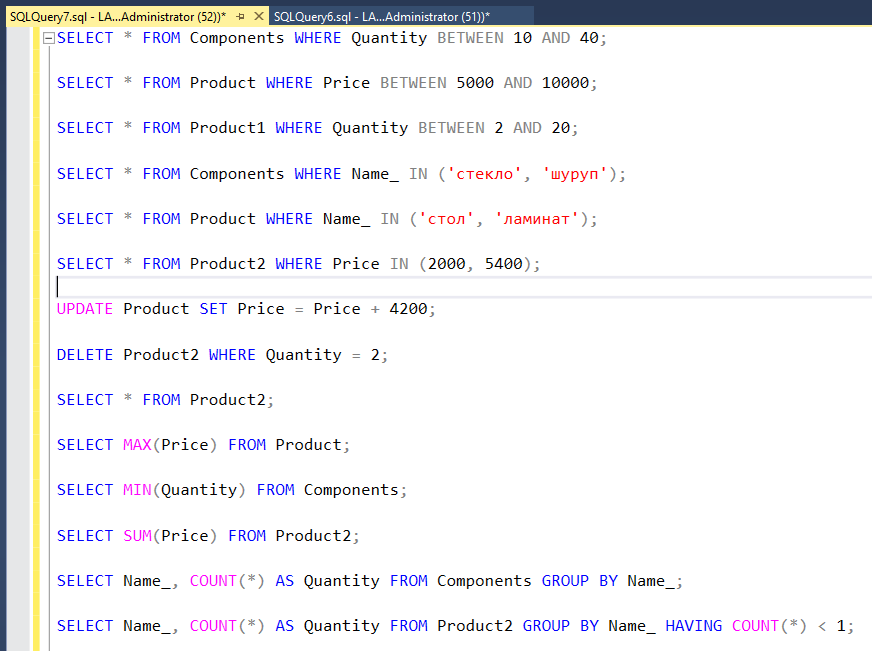 SQLQuery7.sql - LA...Administrator (52))* SQLQuery6.sql - LA...Administrator (51))*
SELECT * FROM Components WHERE Quantity BETWEEN 10 AND 40;
SELECT * FROM Product WHERE Price BETWEEN 5000 AND 10000;
SELECT * FROM Product1 WHERE Quantity BETWEEN 2 AND 20;
SELECT * FROM Components WHERE Name_ IN ('стекло', 'шуруп');
SELECT * FROM Product WHERE Name_ IN ('стол', 'ламинат');
SELECT * FROM Product2 WHERE Price IN (2000, 5400);
UPDATE Product SET Price = Price + 4200;
DELETE Product2 WHERE Quantity = 2;
SELECT * FROM Product2;
SELECT MAX(Price) FROM Product;
SELECT MIN(Quantity) FROM Components;
SELECT SUM(Price) FROM Product2;
SELECT Name_, COUNT(*) AS Quantity FROM Components GROUP BY Name_;
SELECT Name_, COUNT(*) AS Quantity FROM Product2 GROUP BY Name_ HAVING COUNT(*) < 1;